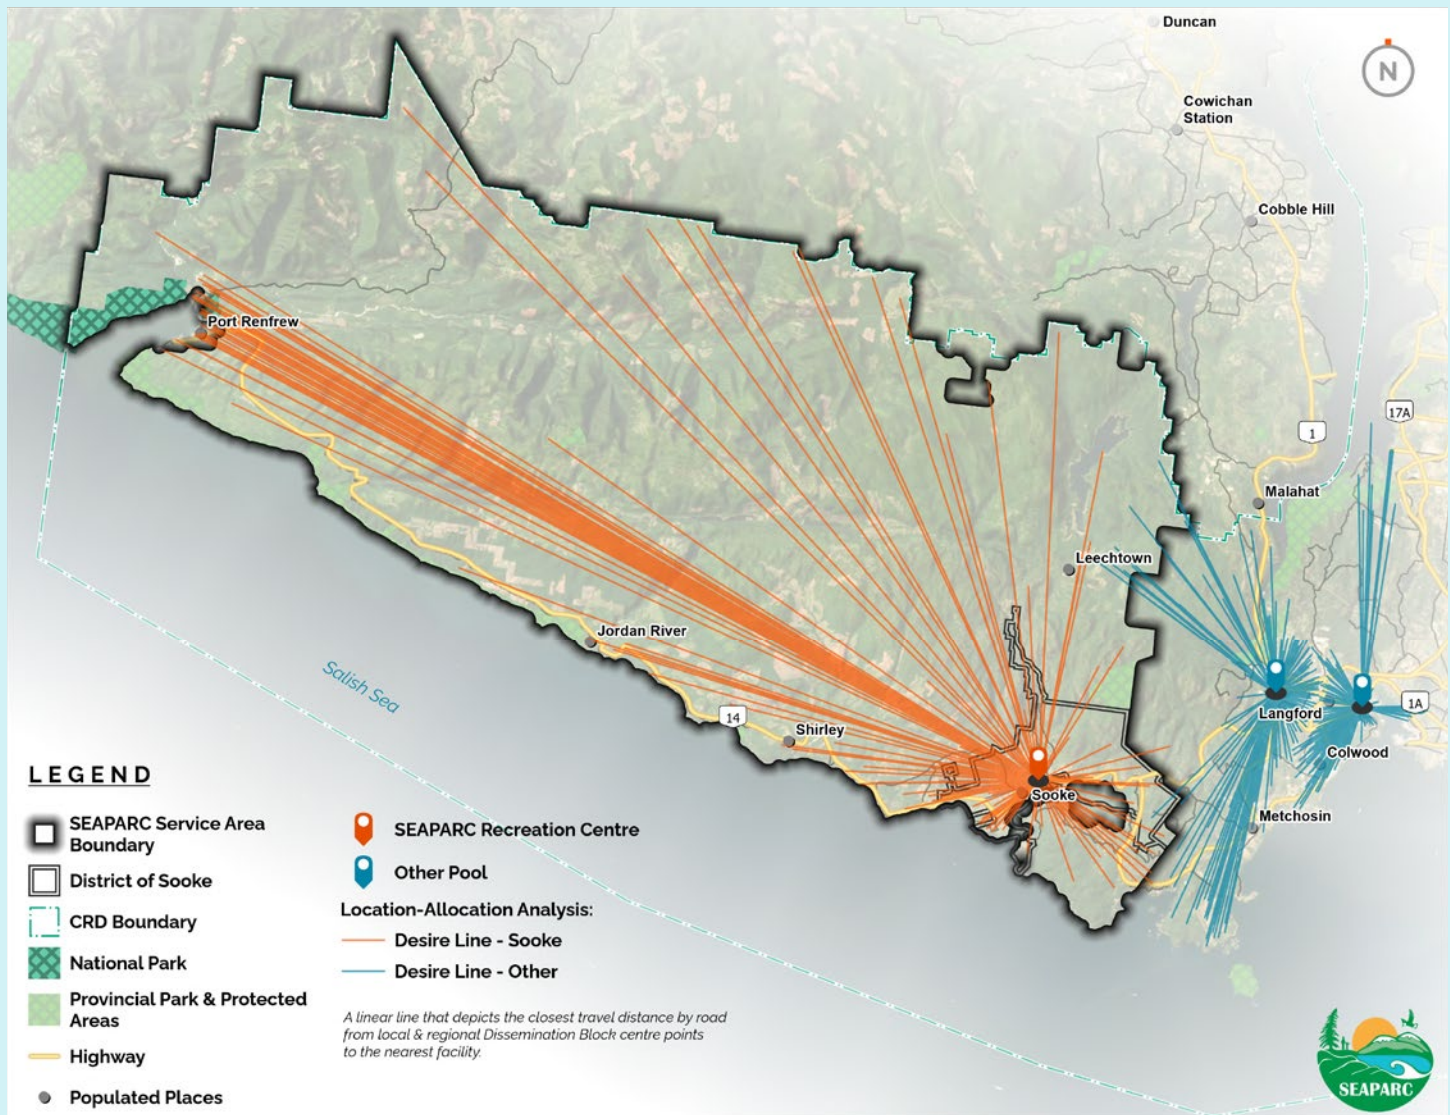 Duncan
N
Cowichan
Station
Cobble Hill
17A
1
Port Renfrew
Malahat
Leechtown
Jordan River
Salish Sea
14
Shirley
Langford
1A
Colwood
Sooke
Metchosin
LEGEND
SEAPARC Service Area
Boundary
District of Sooke
CRD Boundary
National Park
Provincial Park & Protected
Areas
Highway
Populated Places
SEAPARC Recreation Centre
Other Pool
Location-Allocation Analysis:
Desire Line - Sooke
Desire Line - Other
A linear line that depicts the closest travel distance by road
from local & regional Dissemination Block centre points
to the nearest facility.
SEAPARC